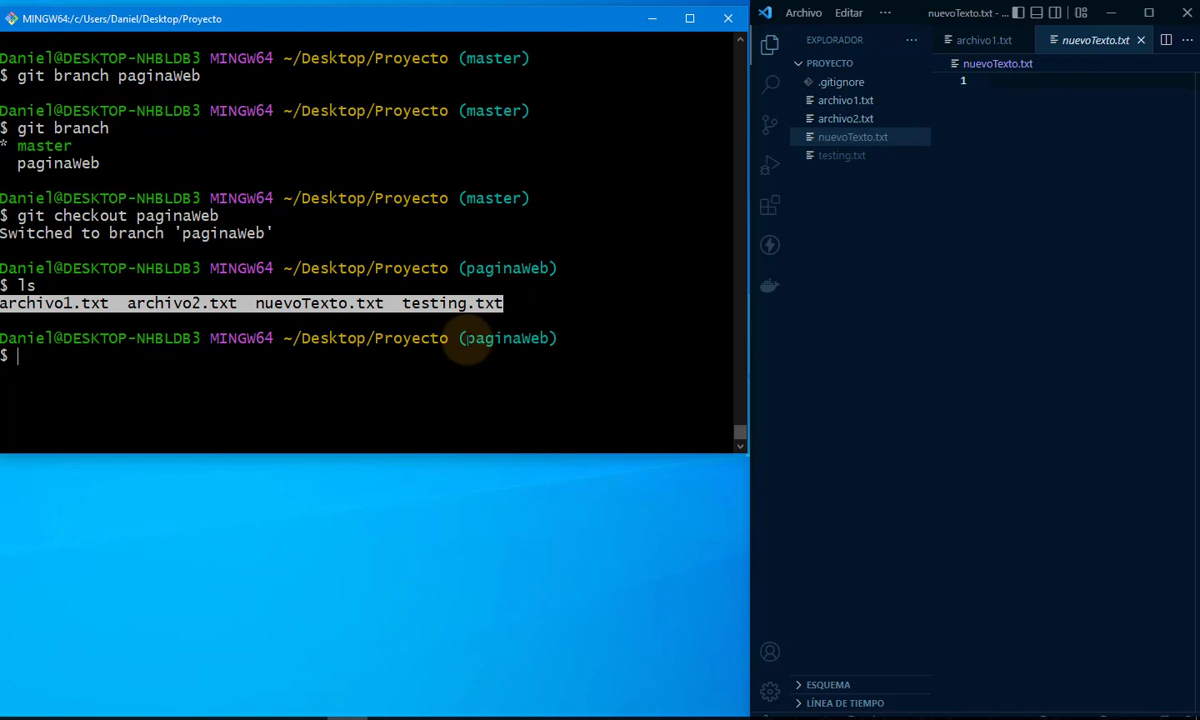 MINGW64:/c/Users/Daniel/Desktop/Proyecto
Daniel@DESKTOP-NHBLDB3 MINGW64 ~/Desktop/Proyecto (master)
$ git branch paginaWeb
Daniel@DESKTOP-NHBLDB3 MINGW64 ~/Desktop/Proyecto (master)
$ git branch
* master
paginaWeb
Daniel@DESKTOP-NHBLDB3 MINGW64 ~/Desktop/Proyecto (master)
$ git checkout paginaWeb
Switched to branch 'paginaWeb'
Daniel@DESKTOP-NHBLDB3 MINGW64 ~/Desktop/Proyecto (paginaWeb)
$ ls
archivo1.txt archivo2.txt nuevoTexto.txt testing.txt
Daniel@DESKTOP-NHBLDB3 MINGW64 ~/Desktop/Proyecto (paginaWeb)
$
Archivo Editar ··· nuevoTexto.txt - ...
EXPLORADOR ···
PROYECTO
.gitignore
archivo1.txt
archivo2.txt
nuevoTexto.txt
testing.txt
ESQUEMA
LÍNEA DE TIEMPO
archivo1.txt nuevoTexto.txt ···
nuevoTexto.txt
1